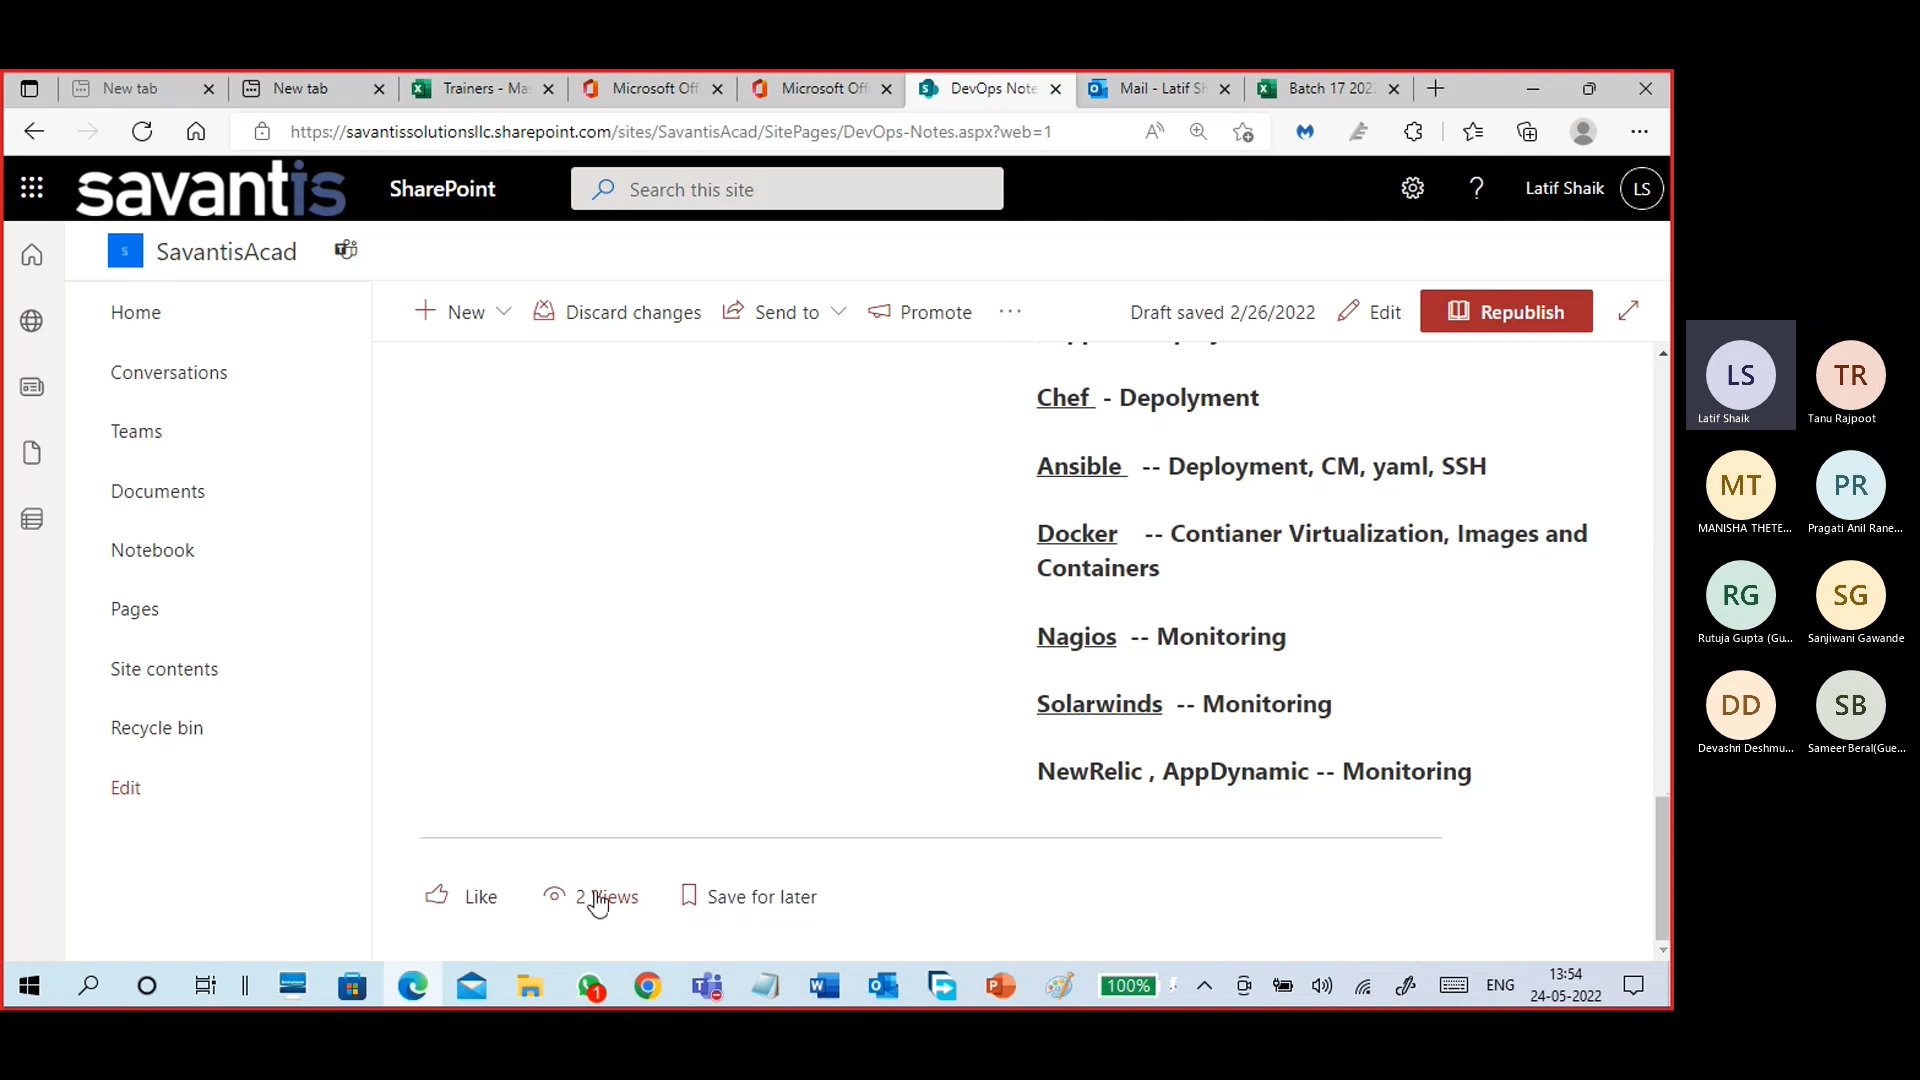 New tab
New tab
Trainers - Ma
Microsoft Off
Microsoft Off
DevOps Note
Mail - Latif Sh
Batch 17 202
https://savantissolutionsllc.sharepoint.com/sites/SavantisAcad/SitePages/DevOps-Notes.aspx?web=1
savantis
SharePoint
Search this site
Latif Shaik
LS
S
SavantisAcad
Home
Conversations
Teams
Documents
Notebook
Pages
Site contents
Recycle bin
Edit
New
Discard changes
Send to
Promote
Draft saved 2/26/2022
Edit
Republish
Chef - Depolyment
Ansible -- Deployment, CM, yaml, SSH
Docker -- Contianer Virtualization, Images and
Containers
Nagios -- Monitoring
Solarwinds -- Monitoring
NewRelic , AppDynamic -- Monitoring
Like
2 Views
Save for later
1
100%
ENG
13:54
24-05-2022
LS
Latif Shaik
TR
Tanu Rajpoot
MT
MANISHA THETE...
PR
Pragati Anil Rane...
RG
Rutuja Gupta (Gu...
SG
Sanjiwani Gawande
DD
Devashri Deshmu...
SB
Sameer Beral(Gue...